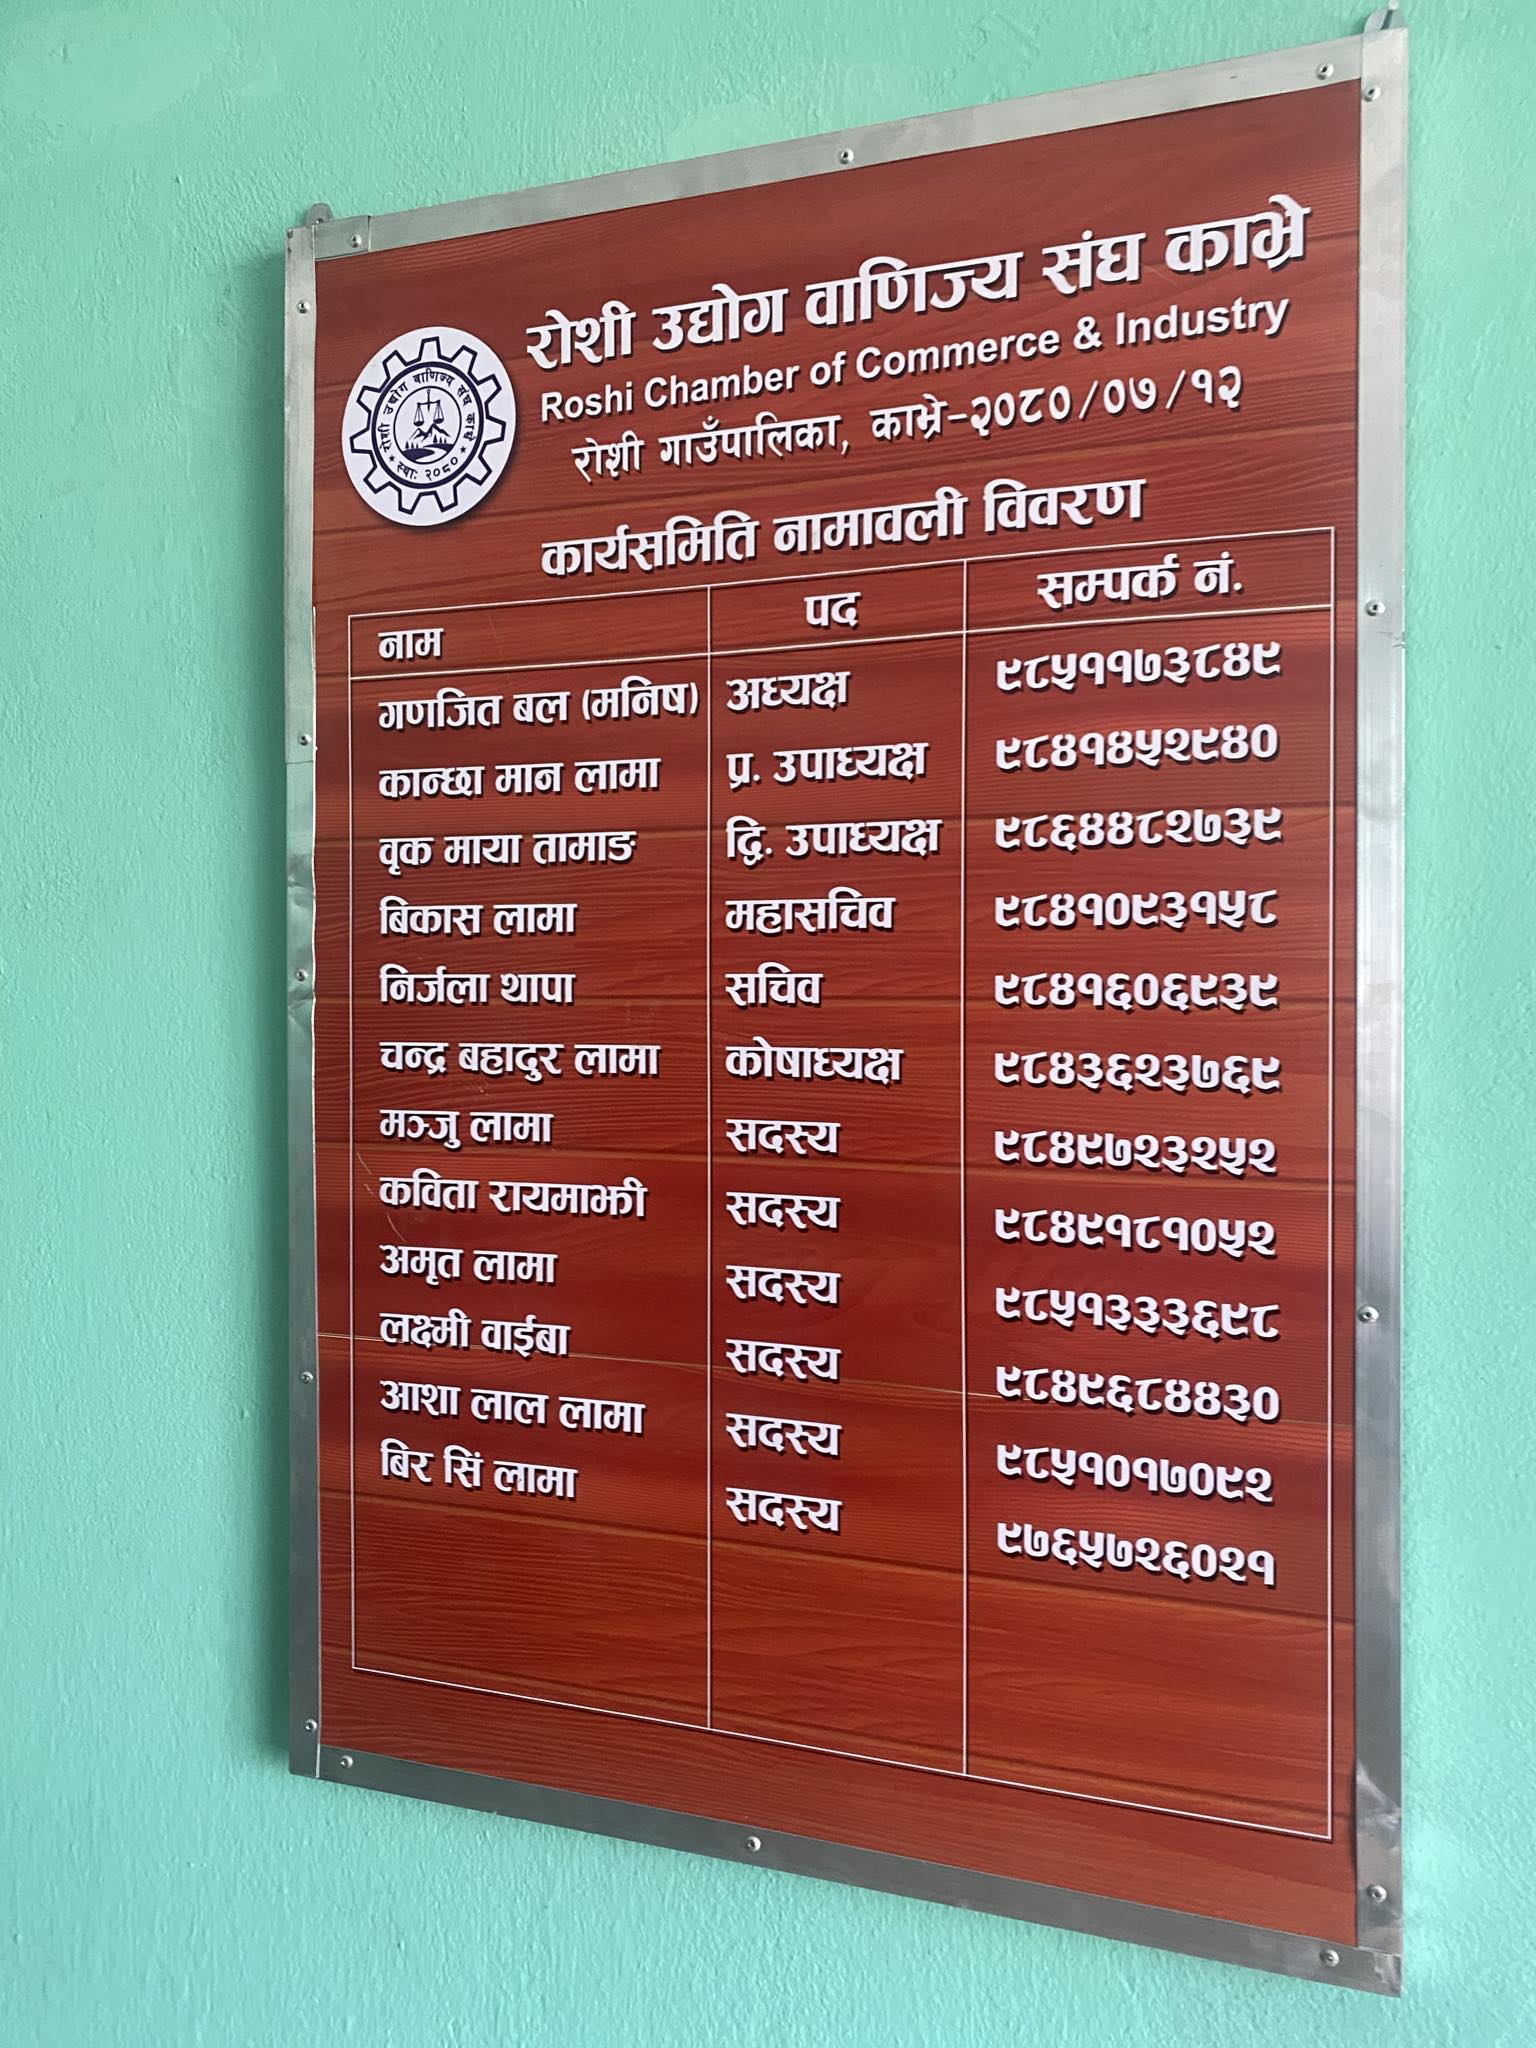 रोशी उद्योग वाणिज्य संघ काभ्रे
Roshi Chamber of Commerce & Industry
रोशी गाउँपालिका, काभ्रे-२०८०/०७/१२
रोशी उद्योग वाणिज्य संघ काभ्रे
स्था: २०८०
कार्यसमिति नामावली विवरण
नाम पद सम्पर्क नं.
गणजित बल (मनिष) अध्यक्ष ९८५११७३८४९
कान्छा मान लामा प्र. उपाध्यक्ष ९८४१४५२९४०
वृक माया तामाङ द्वि. उपाध्यक्ष ९८६४४८२७३९
बिकास लामा महासचिव ९८४१०९३१५८
निर्जला थापा सचिव ९८४१६०६९३९
चन्द्र बहादुर लामा कोषाध्यक्ष ९८४३६२३७६९
मञ्जु लामा सदस्य ९८४९७२३२५२
कविता रायमाझी सदस्य ९८४९१८१०५२
अमृत लामा सदस्य ९८५१३३३६९८
लक्ष्मी वाईबा सदस्य ९८४९६८४४३०
आशा लाल लामा सदस्य ९८५१०१७०९२
बिर सिं लामा सदस्य ९७६५७२६०२१